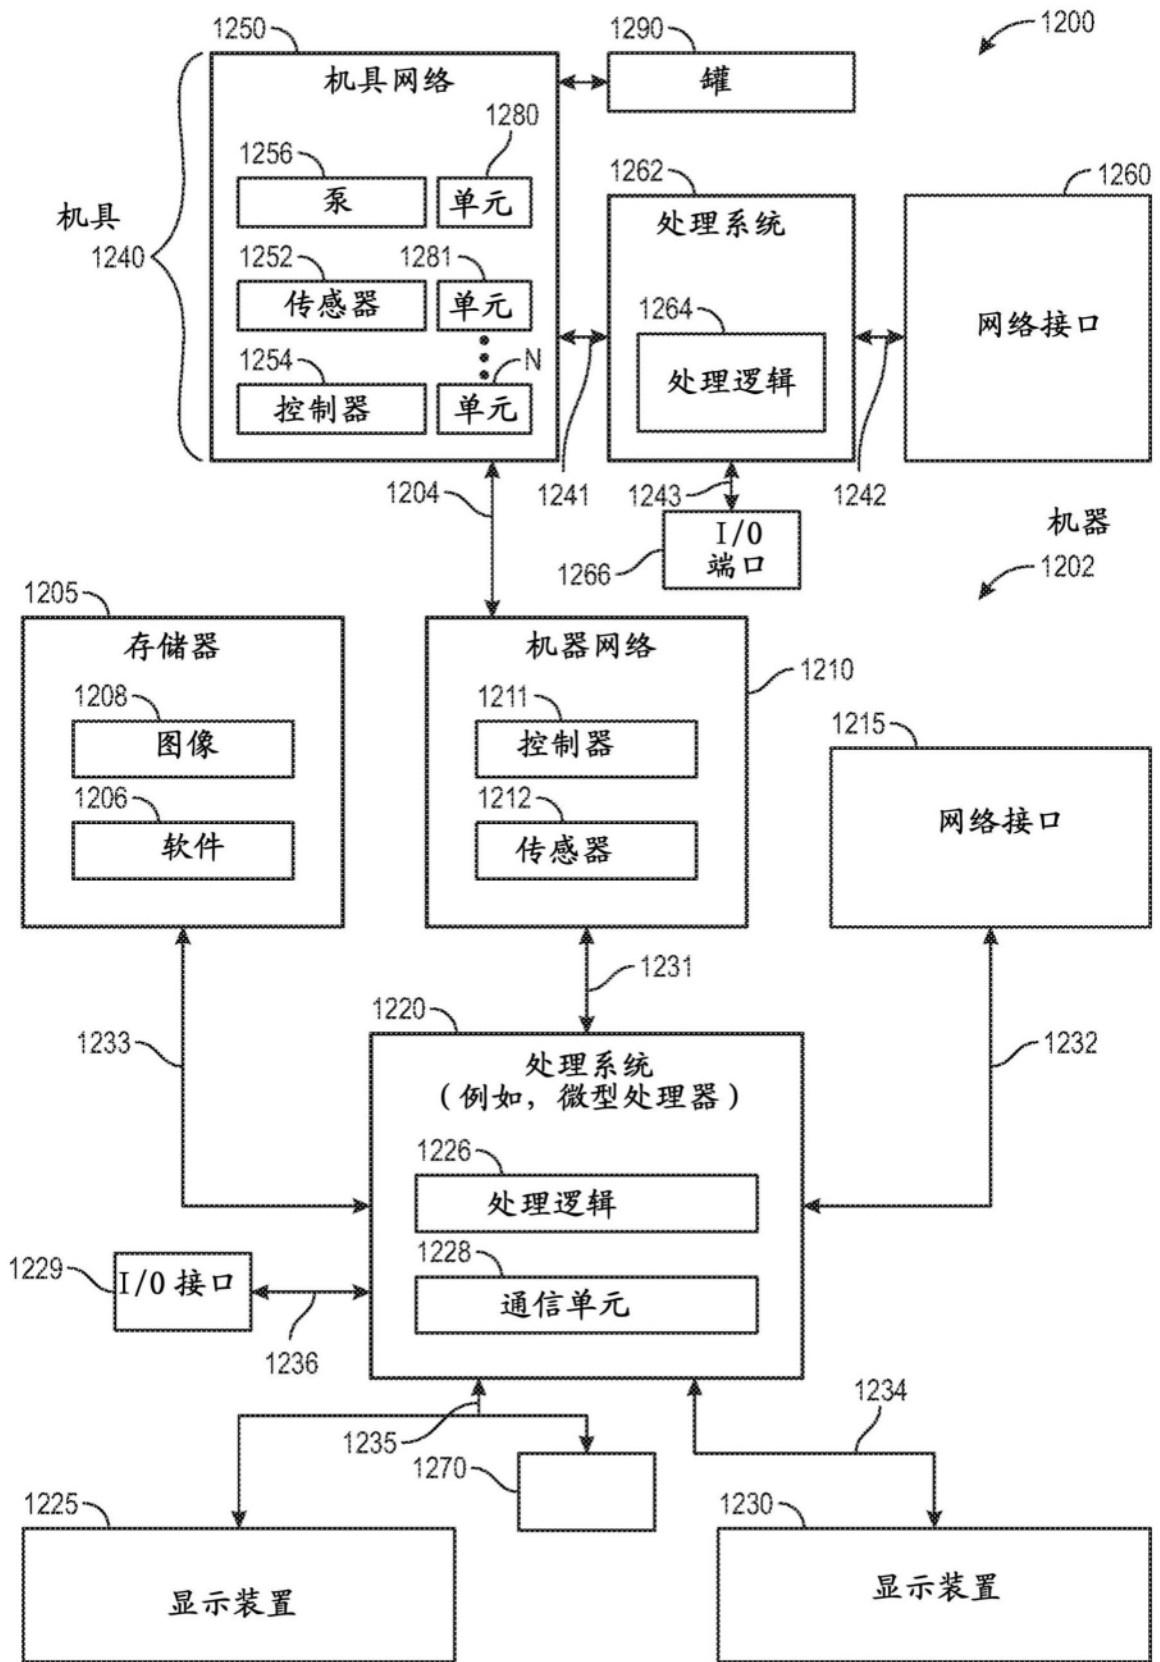 1250
1290
1200
机具网络
罐
1280
1256
1262
1260
泵
单元
机具
1240
处理系统
1252
1281
传感器
单元
1264
网络接口
1254
N
处理逻辑
控制器
单元
1204
1241
1243
1242
I/O
端口
1266
机器
1202
1205
存储器
机器网络
1210
1208
1211
1215
图像
控制器
1206
1212
网络接口
软件
传感器
1231
1220
1233
1232
处理系统
(例如,微型处理器)
1226
处理逻辑
1229
I/O 接口
1228
通信单元
1236
1234
1235
1270
1225
1230
显示装置
显示装置